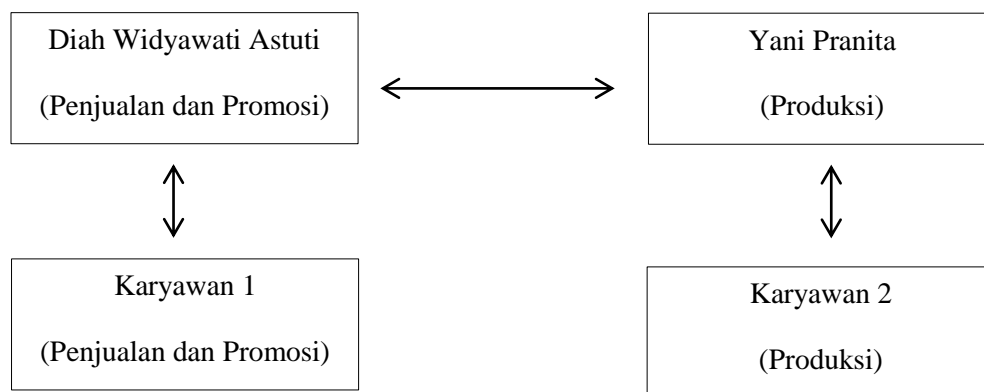 Diah Widyawati Astuti
(Penjualan dan Promosi)
Yani Pranita
(Produksi)
Karyawan 1
(Penjualan dan Promosi)
Karyawan 2
(Produksi)